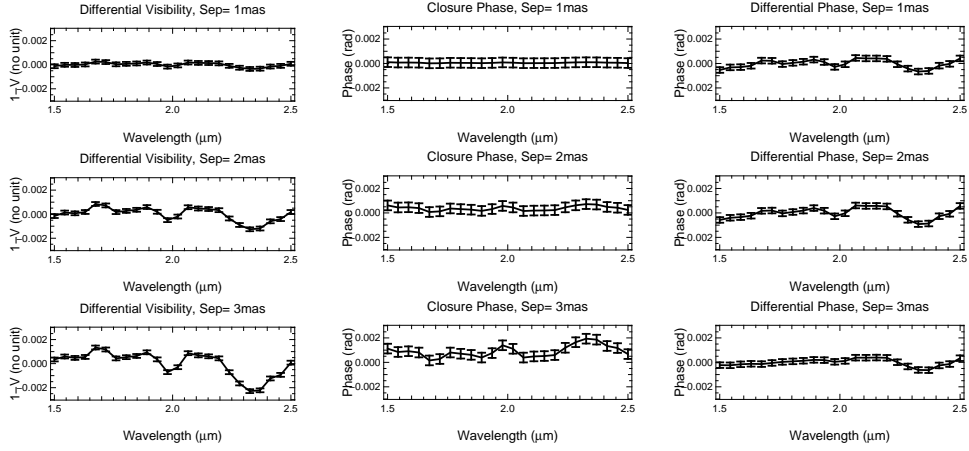 Differential Visibility, Sep= 1mas
1−V (no unit)
0.002
0.000
−0.002
1.5 2.0 2.5
Wavelength (μm)
Closure Phase, Sep= 1mas
Phase (rad)
0.002
0.000
−0.002
1.5 2.0 2.5
Wavelength (μm)
Differential Phase, Sep= 1mas
Phase (rad)
0.002
0.000
−0.002
1.5 2.0 2.5
Wavelength (μm)
Differential Visibility, Sep= 2mas
1−V (no unit)
0.002
0.000
−0.002
1.5 2.0 2.5
Wavelength (μm)
Closure Phase, Sep= 2mas
Phase (rad)
0.002
0.000
−0.002
1.5 2.0 2.5
Wavelength (μm)
Differential Phase, Sep= 2mas
Phase (rad)
0.002
0.000
−0.002
1.5 2.0 2.5
Wavelength (μm)
Differential Visibility, Sep= 3mas
1−V (no unit)
0.002
0.000
−0.002
1.5 2.0 2.5
Wavelength (μm)
Closure Phase, Sep= 3mas
Phase (rad)
0.002
0.000
−0.002
1.5 2.0 2.5
Wavelength (μm)
Differential Phase, Sep= 3mas
Phase (rad)
0.002
0.000
−0.002
1.5 2.0 2.5
Wavelength (μm)